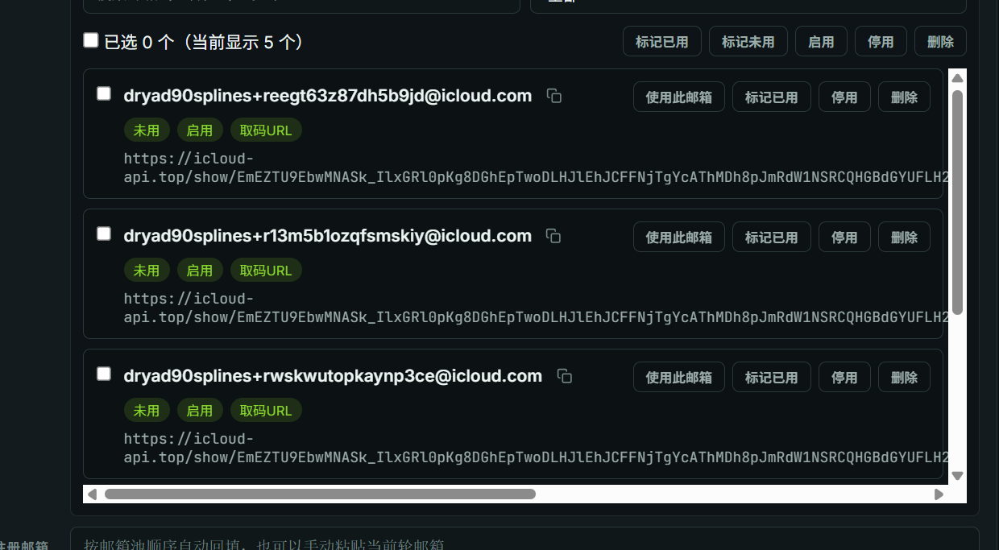 已选 0 个（当前显示 5 个）
标记已用 标记未用 启用 停用 删除
dryad90splines+reegt63z87dh5b9jd@icloud.com 使用此邮箱 标记已用 停用 删除
未用 启用 取码URL
https://icloud-
api.top/show/EmEZTU9EbwMNASk_IlxGRl0pKg8DGhEpTwoDLHJlEhJCFFNjTgYcAThMDh8pJmRdW1NSRCQHGBdGYUFLH2
dryad90splines+r13m5b1ozqfsmskiy@icloud.com 使用此邮箱 标记已用 停用 删除
未用 启用 取码URL
https://icloud-
api.top/show/EmEZTU9EbwMNASk_IlxGRl0pKg8DGhEpTwoDLHJlEhJCFFNjTgYcAThMDh8pJmRdW1NSRCQHGBdGYUFLH2
dryad90splines+rwskwutopkaynp3ce@icloud.com 使用此邮箱 标记已用 停用 删除
未用 启用 取码URL
https://icloud-
api.top/show/EmEZTU9EbwMNASk_IlxGRl0pKg8DGhEpTwoDLHJlEhJCFFNjTgYcAThMDh8pJmRdW1NSRCQHGBdGYUFLH2
册邮箱 按邮箱池顺序自动回填，也可以手动粘贴当前轮邮箱